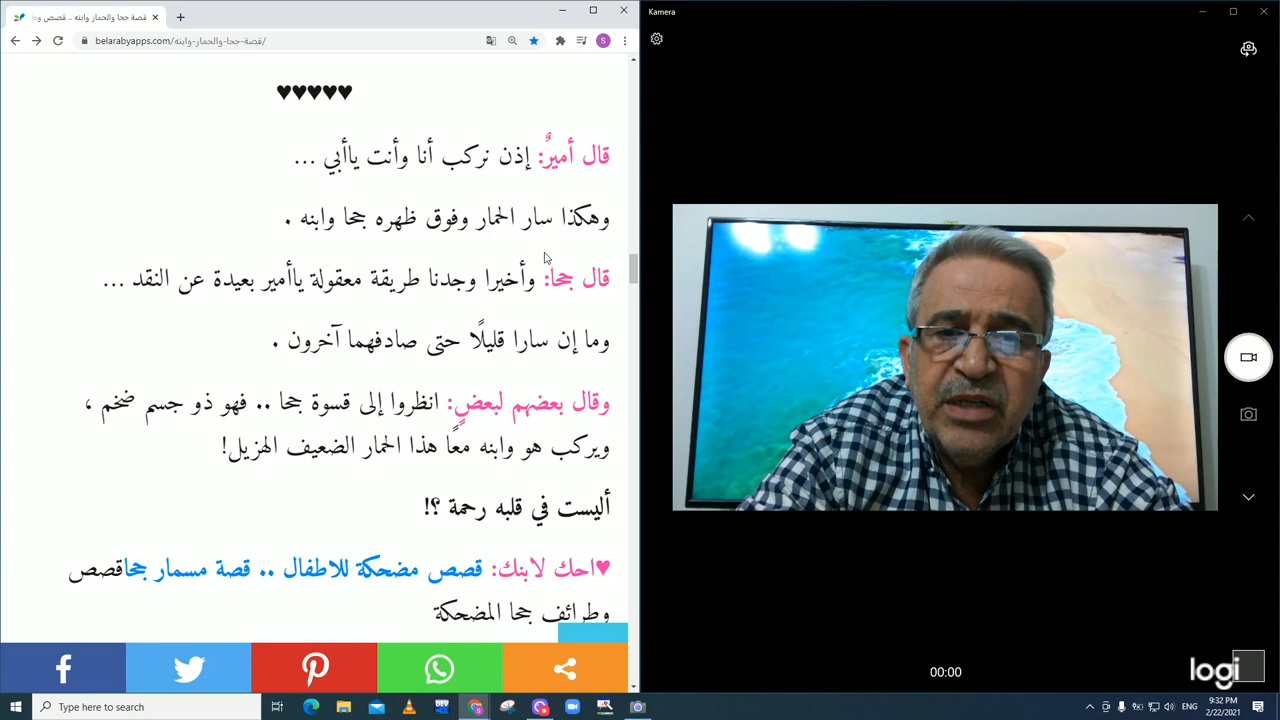 قصة جحا والحمار وابنه .. قصص وحك
belarabyapps.com/قصة-جحا-والحمار-وابنه/
Kamera
♥♥♥♥♥
قال أميرٌ: إذن نركب أنا وأنت ياأبي ...
وهكذا سار الحمار وفوق ظهره جحا وابنه .
قال جحا: وأخيرا وجدنا طريقة معقولة ياأمير بعيدة عن النقد ...
وما إن سارا قليلًا حتى صادفهما آخرون .
وقال بعضهم لبعضٍ: انظروا إلى قسوة جحا .. فهو ذو جسم ضخم ،
ويركب هو وابنه معًا هذا الحمار الضعيف الهزيل!
أليست في قلبه رحمة ؟!
♥احك لابنك: قصص مضحكة للاطفال .. قصة مسمار جحاقصص
وطرائف جحا المضحكة
00:00
logi
Type here to search
ENG
9:32 PM
2/22/2021